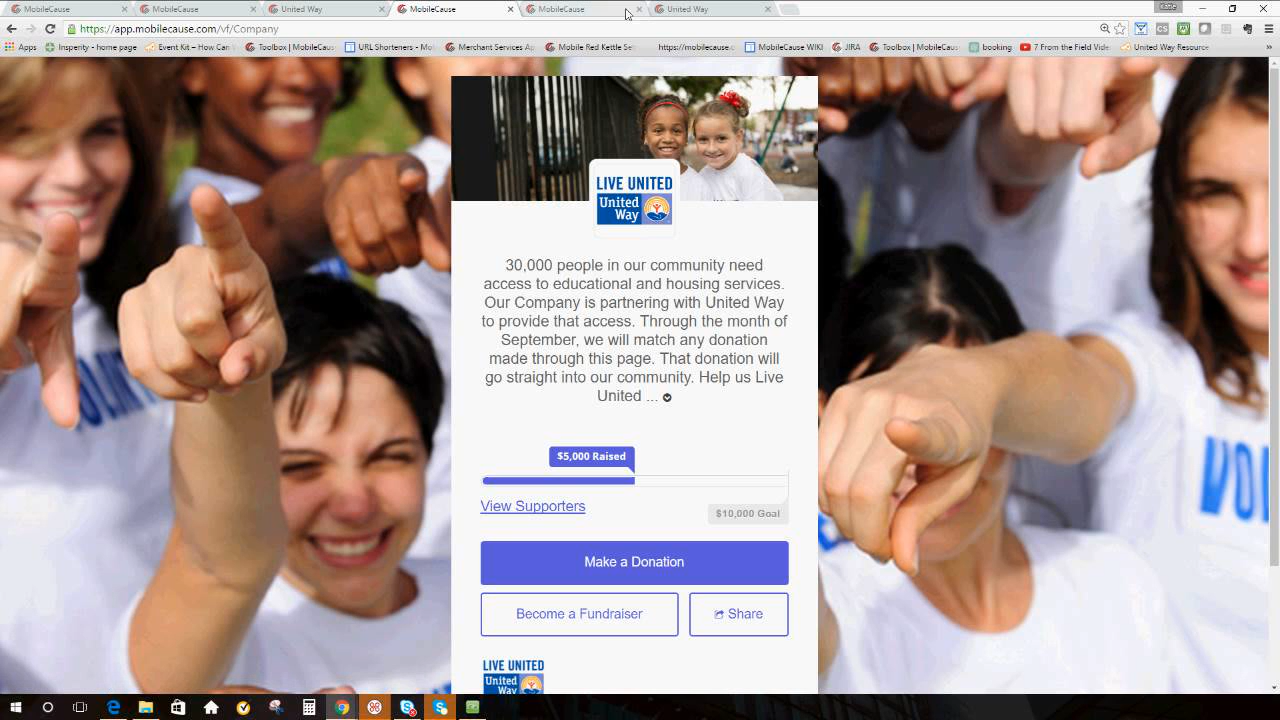 MobileCause
MobileCause
United Way
MobileCause
MobileCause
United Way
Katie
https://app.mobilecause.com/vf/Company
Apps
Insperity - home page
Event Kit – How Can
Toolbox | MobileCaus
URL Shorteners - Mo
Merchant Services Ap
Mobile Red Kettle Se
https://mobilecause.c
MobileCause WIKI
JIRA
Toolbox | MobileCaus
booking
7 From the Field Vide
United Way Resource
LIVE UNITED
United
Way
30,000 people in our community need
access to educational and housing services.
Our Company is partnering with United Way
to provide that access. Through the month of
September, we will match any donation
made through this page. That donation will
go straight into our community. Help us Live
United ...
$5,000 Raised
View Supporters
$10,000 Goal
Make a Donation
Become a Fundraiser
Share
LIVE UNITED
United
Way